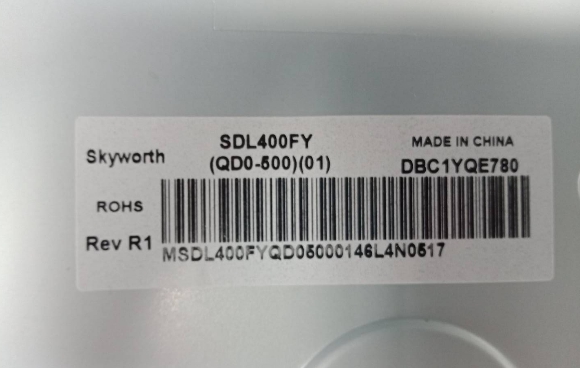 Skyworth
SDL400FY
(QD0-500)(01)
MADE IN CHINA
DBC1YQE780
ROHS
Rev R1
MSDL400FYQD05000146L4N0517